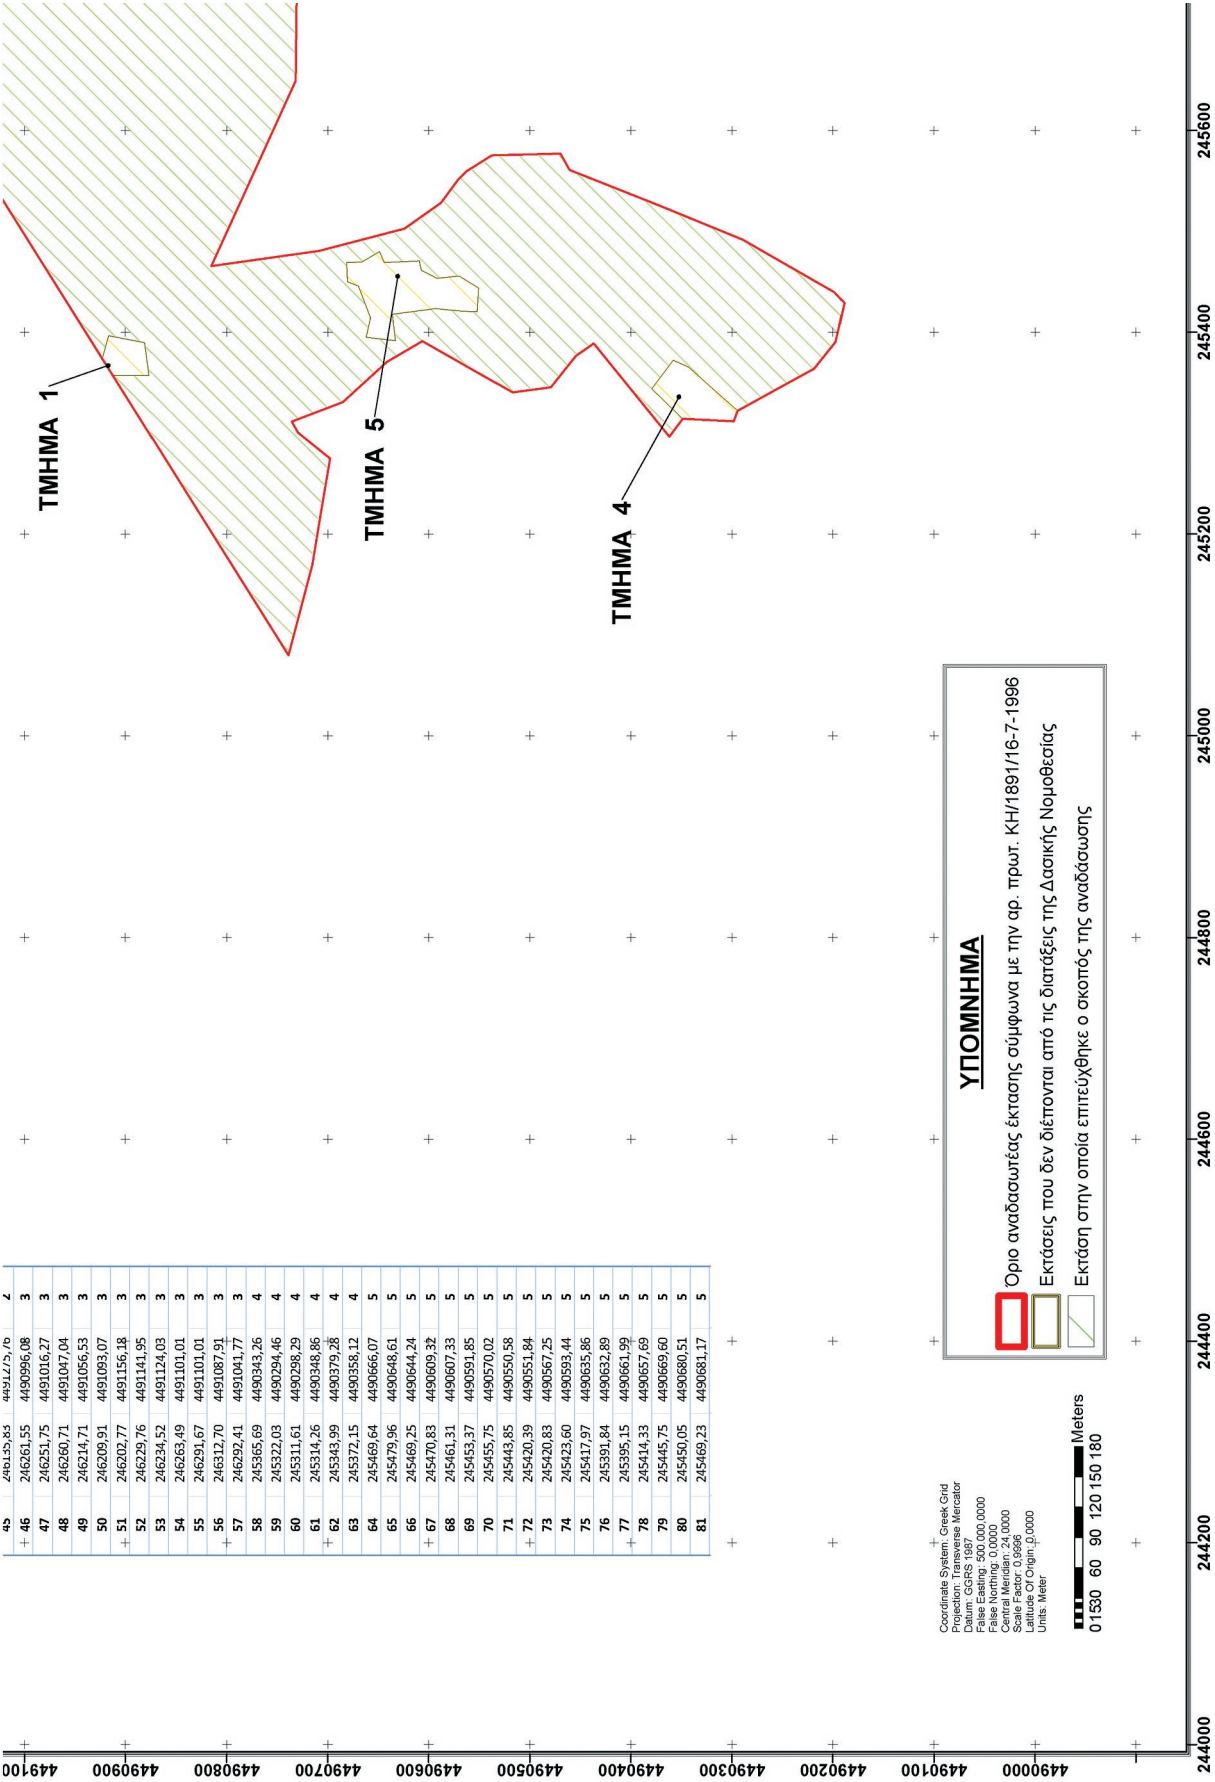 45 246135,83 4491275,76 2
46 246261,55 4490996,08 3
47 246251,75 4491016,27 3
48 246260,71 4491047,04 3
49 246214,71 4491056,53 3
50 246209,91 4491093,07 3
51 246202,77 4491156,18 3
52 246229,76 4491141,95 3
53 246234,52 4491124,03 3
54 246263,49 4491101,01 3
55 246291,67 4491101,01 3
56 246312,70 4491087,91 3
57 246292,41 4491041,77 3
58 245365,69 4490343,26 4
59 245322,03 4490294,46 4
60 245311,61 4490298,29 4
61 245314,26 4490348,86 4
62 245343,99 4490379,28 4
63 245372,15 4490358,12 4
64 245469,64 4490666,07 5
65 245479,96 4490648,61 5
66 245469,25 4490644,24 5
67 245470,83 4490609,32 5
68 245461,31 4490607,33 5
69 245453,37 4490591,85 5
70 245455,75 4490570,02 5
71 245443,85 4490550,58 5
72 245420,39 4490551,84 5
73 245420,83 4490567,25 5
74 245423,60 4490593,44 5
75 245417,97 4490635,86 5
76 245391,84 4490632,89 5
77 245395,15 4490661,99 5
78 245414,33 4490657,69 5
79 245445,75 4490669,60 5
80 245450,05 4490680,51 5
81 245469,23 4490681,17 5
ΤΜΗΜΑ 1
ΤΜΗΜΑ 5
ΤΜΗΜΑ 4
ΥΠΟΜΝΗΜΑ
Όριο αναδασωτέας έκτασης σύμφωνα με την αρ. πρωτ. ΚΗ/1891/16-7-1996
Εκτάσεις που δεν διέπονται από τις διατάξεις της Δασικής Νομοθεσίας
Εκτάση στην οποία επιτεύχθηκε ο σκοπός της αναδάσωσης
Coordinate System: Greek Grid
Projection: Transverse Mercator
Datum: GGRS 1987
False Easting: 500.000,0000
False Northing: 0,0000
Central Meridian: 24,0000
Scale Factor: 0,9996
Latitude Of Origin: 0,0000
Units: Meter
0 15 30 60 90 120 150 180 Meters
4490900
4490800
4490700
4490600
4490500
4490400
4490300
4490200
4490100
4490000
244000 244200 244400 244600 244800 245000 245200 245400 245600